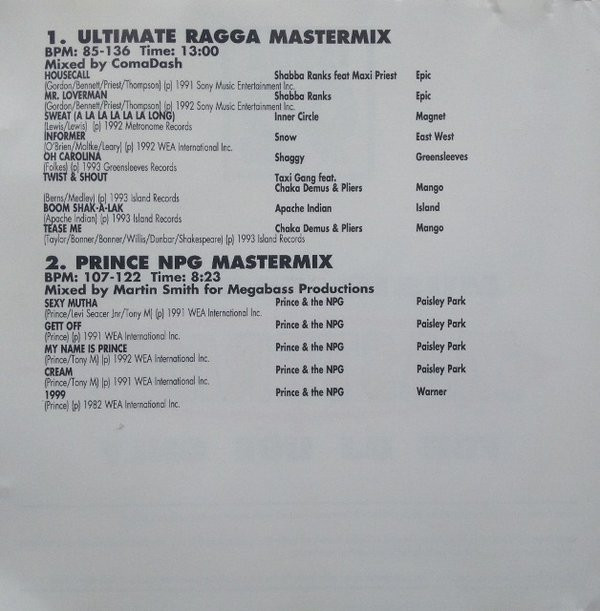 1. ULTIMATE RAGGA MASTERMIX
BPM: 85-136 Time: 13:00
Mixed by ComaDash
HOUSECALL Shabba Ranks feat Maxi Priest Epic
(Gordon/Bennett/Priest/Thompson) (p) 1991 Sony Music Entertainment Inc.
MR. LOVERMAN Shabba Ranks Epic
(Gordon/Bennett/Priest/Thompson) (p) 1992 Sony Music Entertainment Inc.
SWEAT (A LA LA LA LA LONG) Inner Circle Magnet
(Lewis/Lewis) (p) 1992 Metronome Records
INFORMER Snow East West
(O'Brien/Moltke/Leary) (p) 1992 WEA International Inc.
OH CAROLINA Shaggy Greensleeves
(Folkes) (p) 1993 Greensleeves Records
TWIST & SHOUT Taxi Gang feat.
Chaka Demus & Pliers Mango
(Berns/Medley) (p) 1993 Island Records
BOOM SHAK-A-LAK Apache Indian Island
(Apache Indian) (p) 1993 Island Records
TEASE ME Chaka Demus & Pliers Mango
(Taylor/Bonner/Bonner/Willis/Dunbar/Shakespeare) (p) 1993 Island Records
2. PRINCE NPG MASTERMIX
BPM: 107-122 Time: 8:23
Mixed by Martin Smith for Megabass Productions
SEXY MUTHA Prince & the NPG Paisley Park
(Prince/Levi Seacer Jnr/Tony M( (p) 1991 WEA International Inc.
GETT OFF Prince & the NPG Paisley Park
(Prince) (p) 1991 WEA International Inc.
MY NAME IS PRINCE Prince & the NPG Paisley Park
(Prince/Tony M) (p) 1992 WEA International Inc.
CREAM Prince & the NPG Paisley Park
(Prince/Tony M) (p) 1991 WEA International Inc.
1999 Prince & the NPG Warner
(Prince) (p) 1982 WEA International Inc.